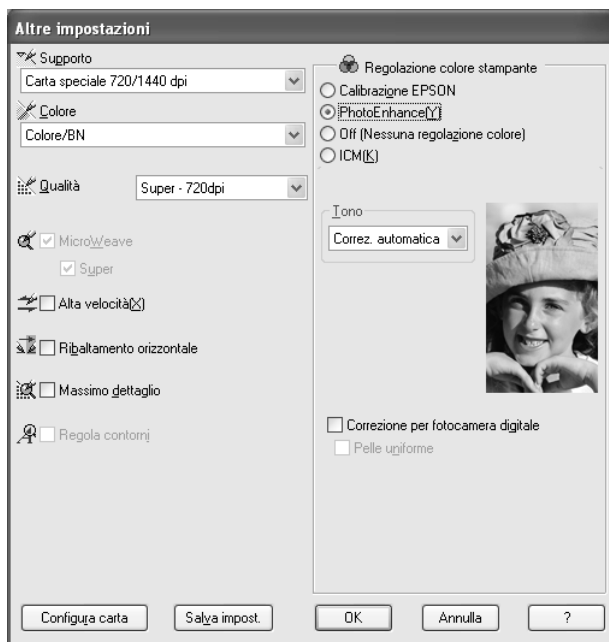 Altre impostazioni
Supporto
Carta speciale 720/1440 dpi
Colore
Colore/BN
Qualità
Super - 720dpi
MicroWeave
Super
Alta velocità(X)
Ribaltamento orizzontale
Massimo dettaglio
Regola contorni
Regolazione colore stampante
Calibrazione EPSON
PhotoEnhance(Y)
Off (Nessuna regolazione colore)
ICM(K)
Tono
Correz. automatica
Correzione per fotocamera digitale
Pelle uniforme
Configura carta
Salva impost.
OK
Annulla
?